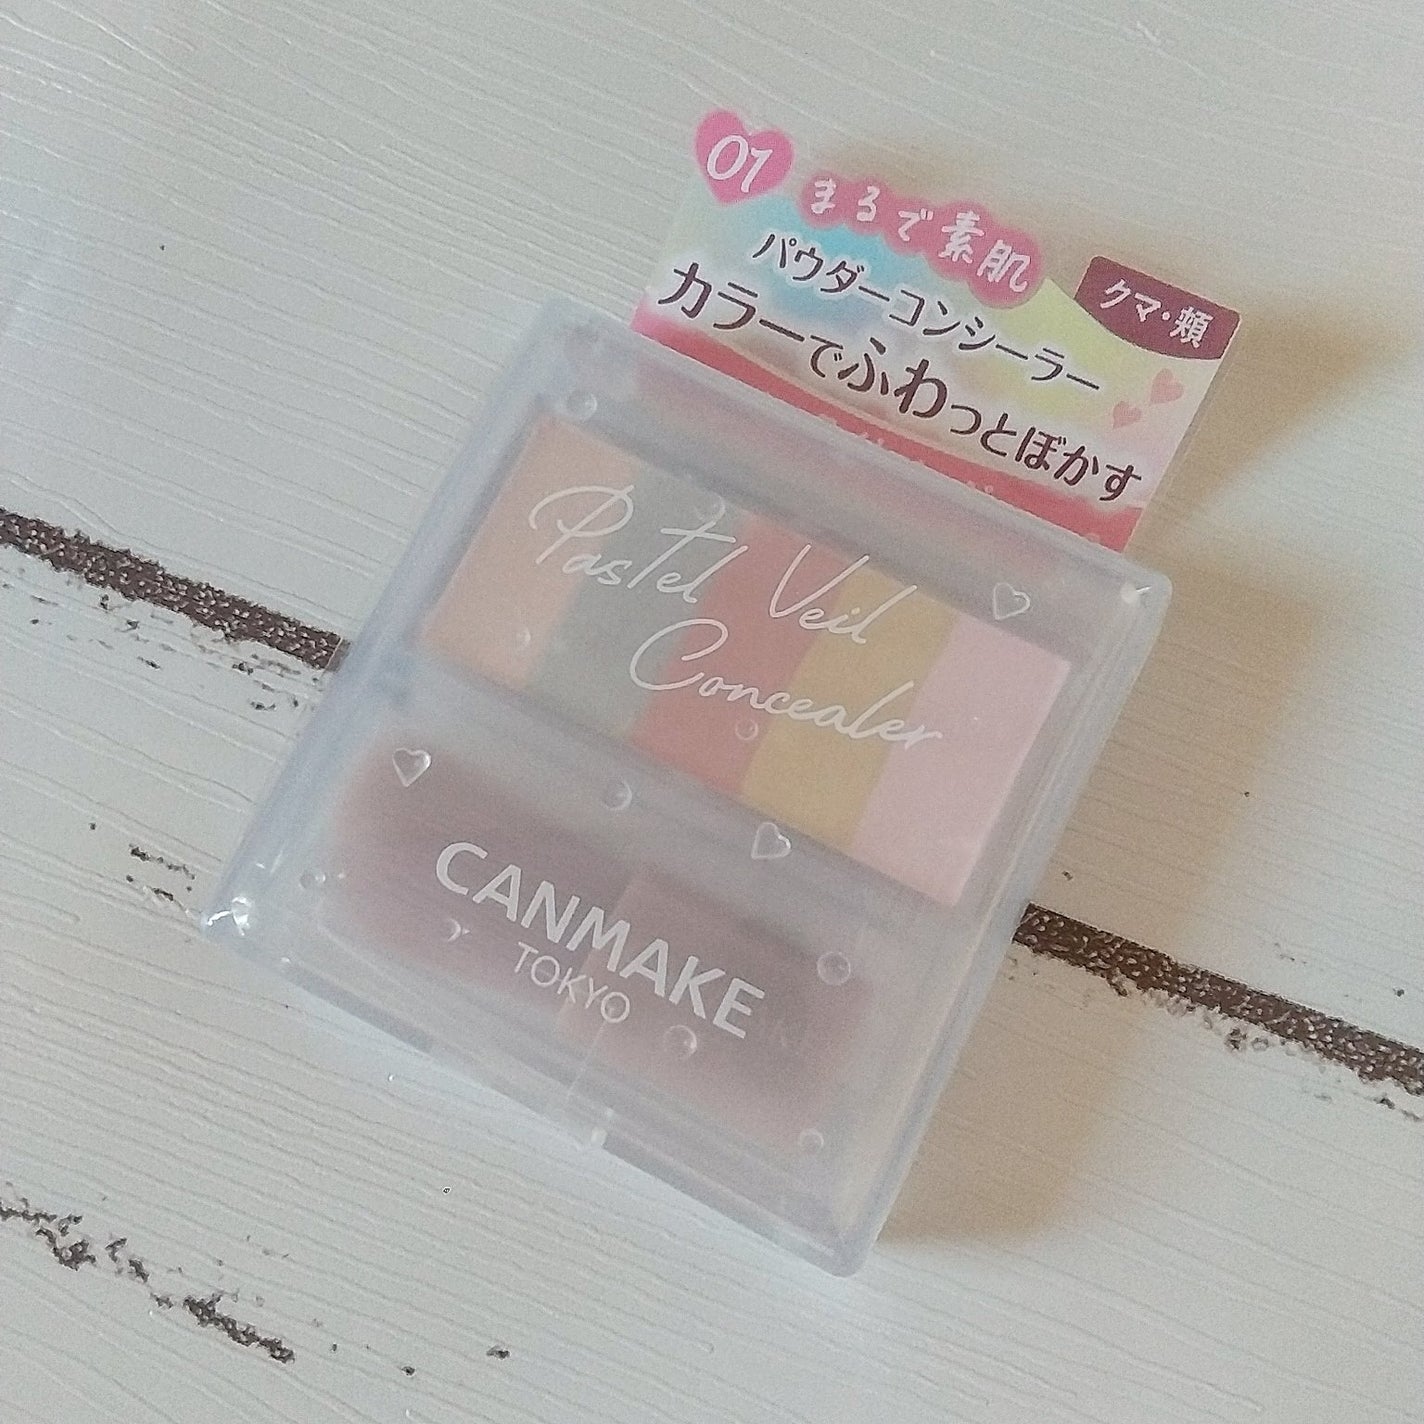 01
まるで素肌
クマ・頬
パウダーコンシーラー
カラーでふわっとぼかす
Pastel Veil
Concealer
CANMAKE
TOKYO